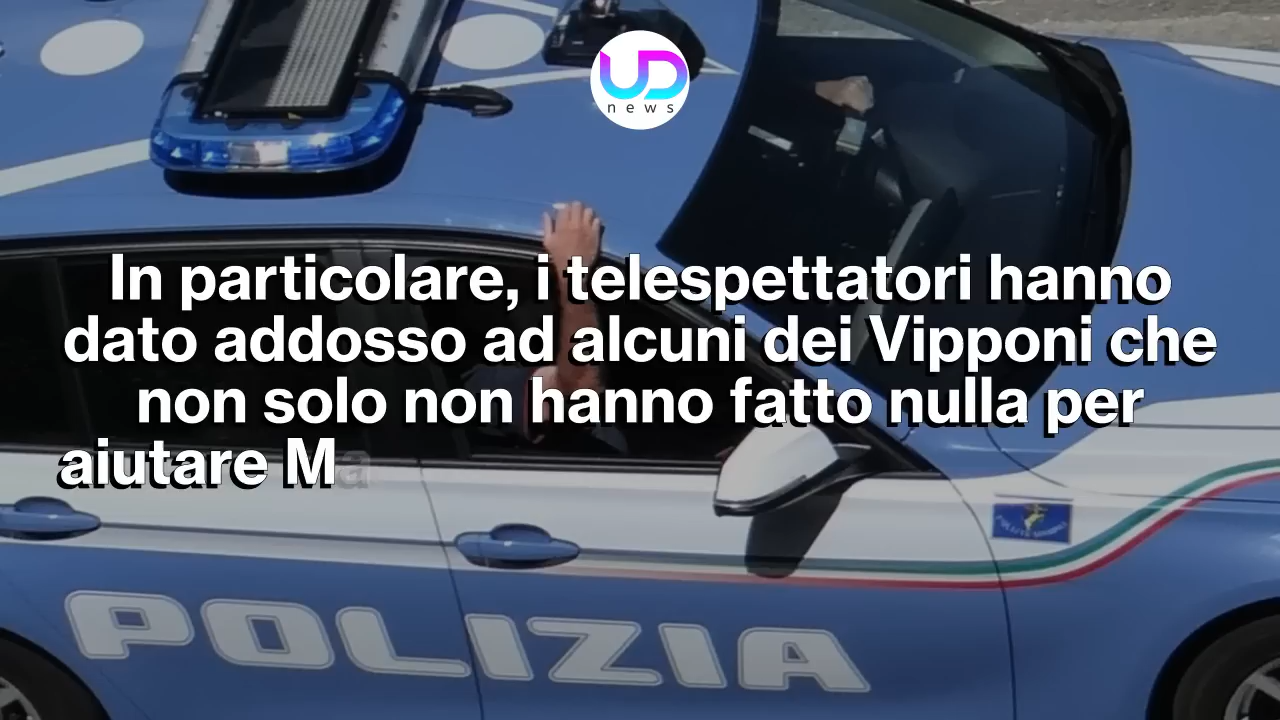 UD
news
In particolare, i telespettatori hanno
dato addosso ad alcuni dei Vipponi che
non solo non hanno fatto nulla per
aiutare Ma
POLIZIA